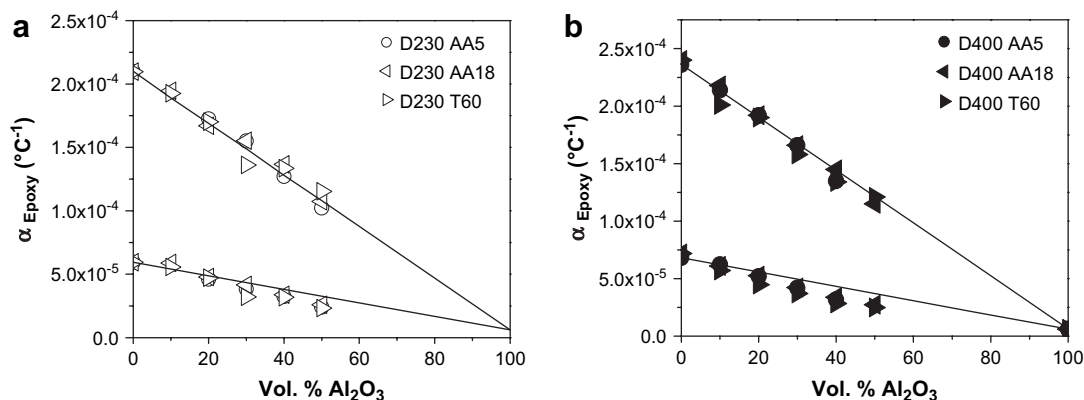 a
2.5x10⁻⁴
2.0x10⁻⁴
1.5x10⁻⁴
1.0x10⁻⁴
5.0x10⁻⁵
0.0
α Epoxy (°C⁻¹)
D230 AA5
D230 AA18
D230 T60
0 20 40 60 80 100
Vol. % Al₂O₃
b
2.5x10⁻⁴
2.0x10⁻⁴
1.5x10⁻⁴
1.0x10⁻⁴
5.0x10⁻⁵
0.0
α Epoxy (°C⁻¹)
D400 AA5
D400 AA18
D400 T60
0 20 40 60 80 100
Vol. % Al₂O₃